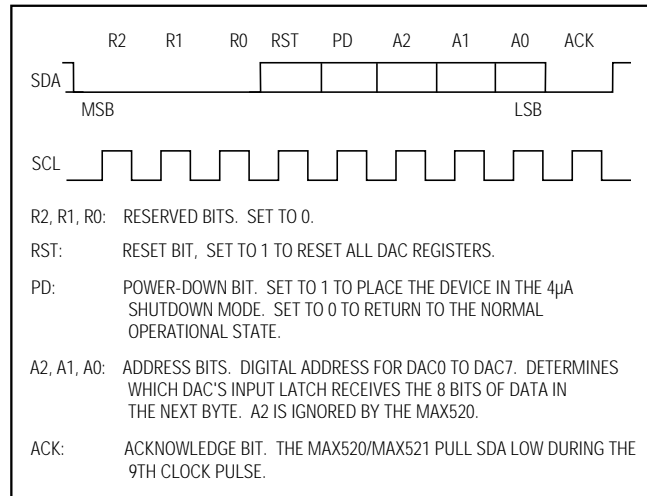 R2 R1 R0 RST PD A2 A1 A0 ACK
SDA
MSB LSB
SCL
R2, R1, R0: RESERVED BITS. SET TO 0.
RST: RESET BIT, SET TO 1 TO RESET ALL DAC REGISTERS.
PD: POWER-DOWN BIT. SET TO 1 TO PLACE THE DEVICE IN THE 4µA
SHUTDOWN MODE. SET TO 0 TO RETURN TO THE NORMAL
OPERATIONAL STATE.
A2, A1, A0: ADDRESS BITS. DIGITAL ADDRESS FOR DAC0 TO DAC7. DETERMINES
WHICH DAC'S INPUT LATCH RECEIVES THE 8 BITS OF DATA IN
THE NEXT BYTE. A2 IS IGNORED BY THE MAX520.
ACK: ACKNOWLEDGE BIT. THE MAX520/MAX521 PULL SDA LOW DURING THE
9TH CLOCK PULSE.